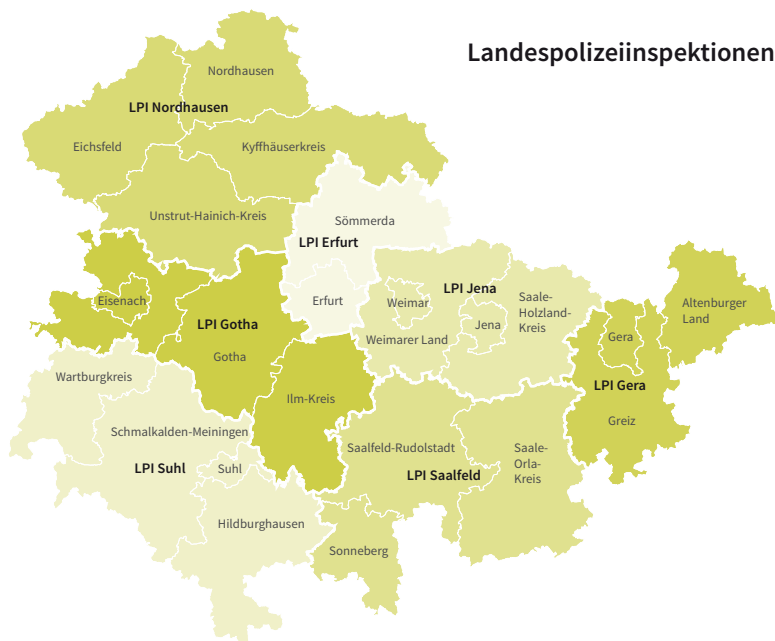 Landespolizeiinspektionen
Nordhausen
LPI Nordhausen
Eichsfeld
Kyffhäuserkreis
Unstrut-Hainich-Kreis
Sömmerda
LPI Erfurt
Erfurt
Eisenach
LPI Gotha
Gotha
Ilm-Kreis
LPI Jena
Weimar
Saale-
Holzland-
Kreis
Jena
Weimarer Land
Altenburger
Land
Gera
LPI Gera
Greiz
Wartburgkreis
Schmalkalden-Meiningen
LPI Suhl
Suhl
Hildburghausen
Saalfeld-Rudolstadt
LPI Saalfeld
Saale-
Orla-
Kreis
Sonneberg